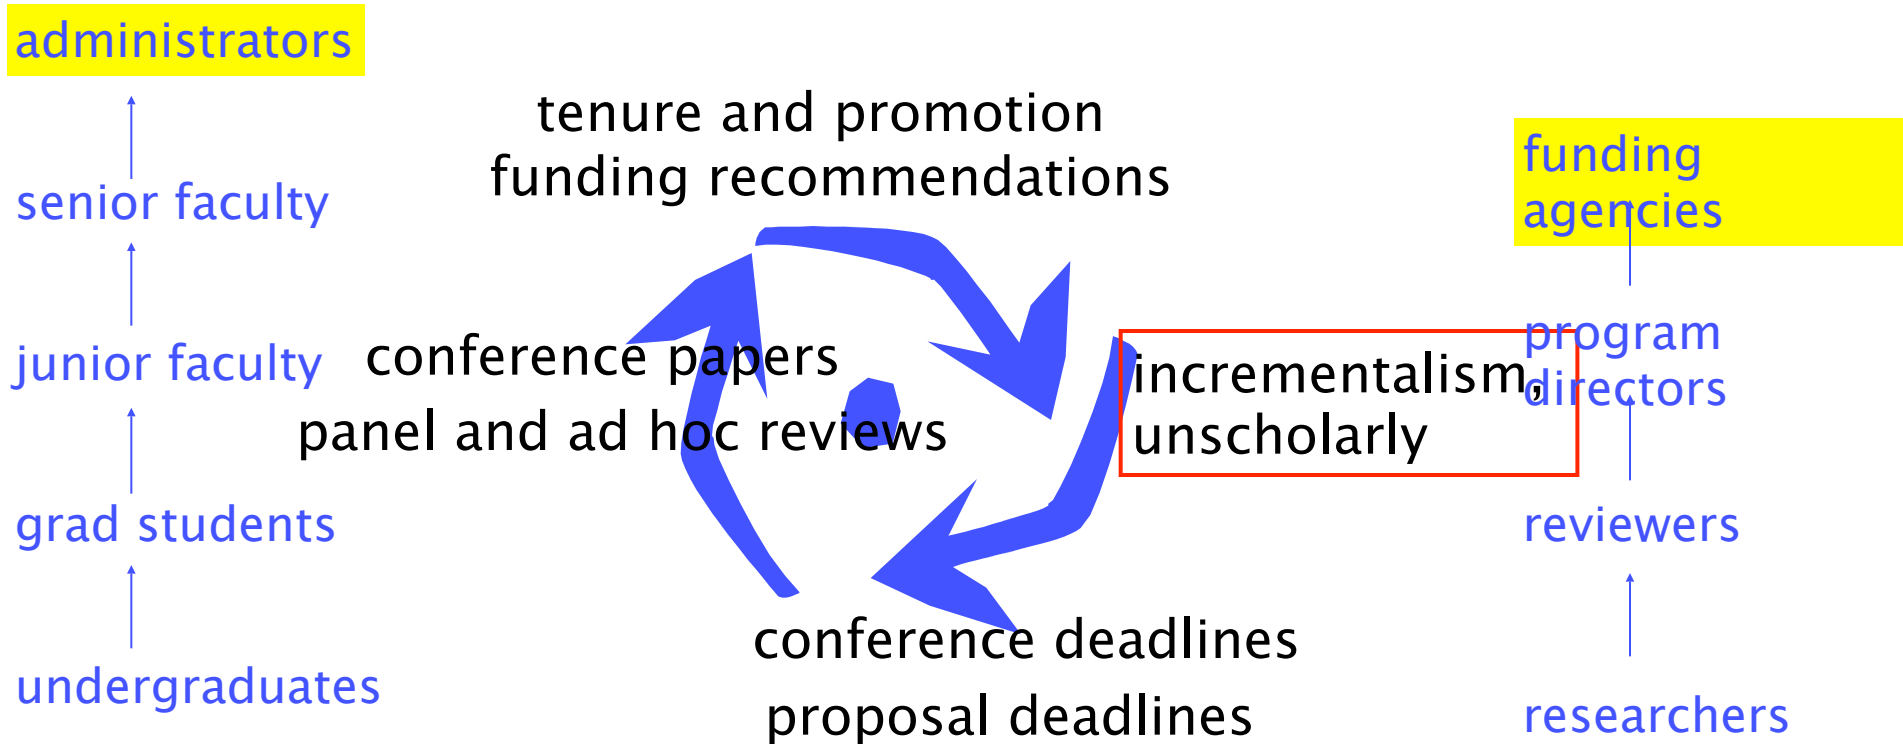 administrators
senior faculty
junior faculty
grad students
undergraduates
tenure and promotion
funding recommendations
conference papers
panel and ad hoc reviews
incrementalism,
unscholarly
conference deadlines
proposal deadlines
funding
agencies
program
directors
reviewers
researchers